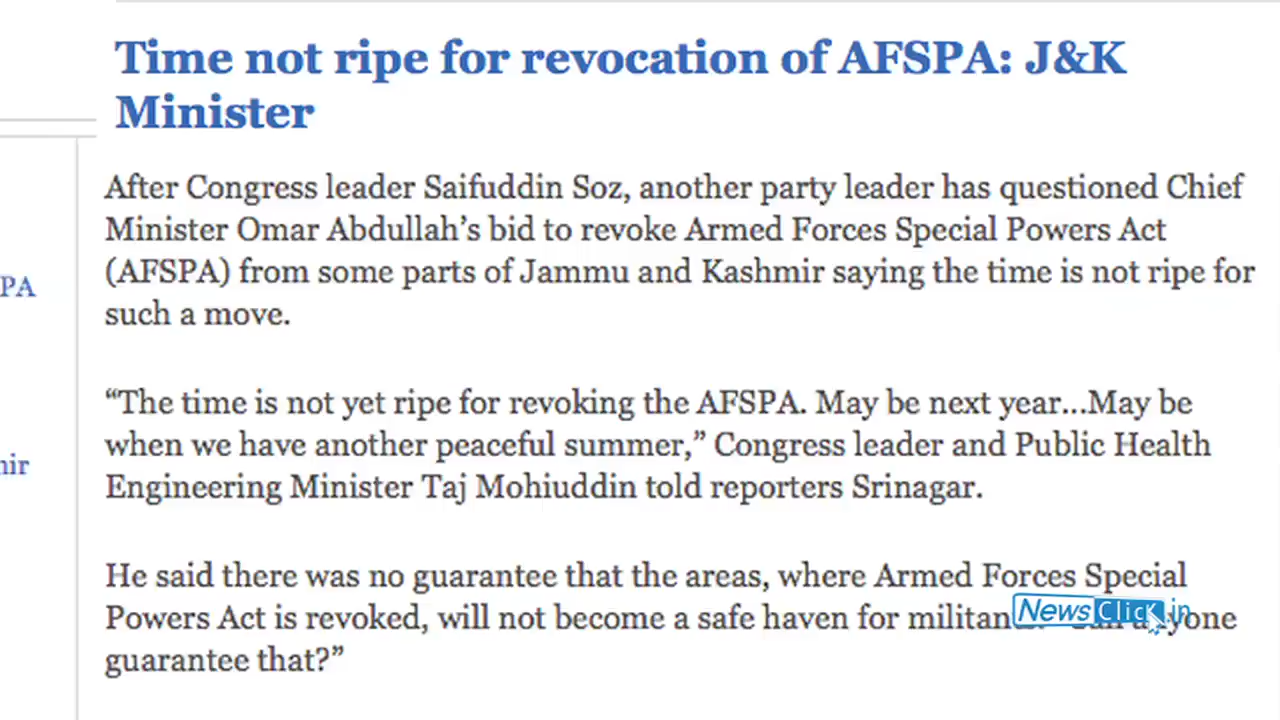 Time not ripe for revocation of AFSPA: J&K
Minister
After Congress leader Saifuddin Soz, another party leader has questioned Chief
Minister Omar Abdullah’s bid to revoke Armed Forces Special Powers Act
(AFSPA) from some parts of Jammu and Kashmir saying the time is not ripe for
such a move.
PA
“The time is not yet ripe for revoking the AFSPA. May be next year...May be
when we have another peaceful summer,” Congress leader and Public Health
Engineering Minister Taj Mohiuddin told reporters Srinagar.
He said there was no guarantee that the areas, where Armed Forces Special
Powers Act is revoked, will not become a safe haven for
guarantee that?”
News Click in